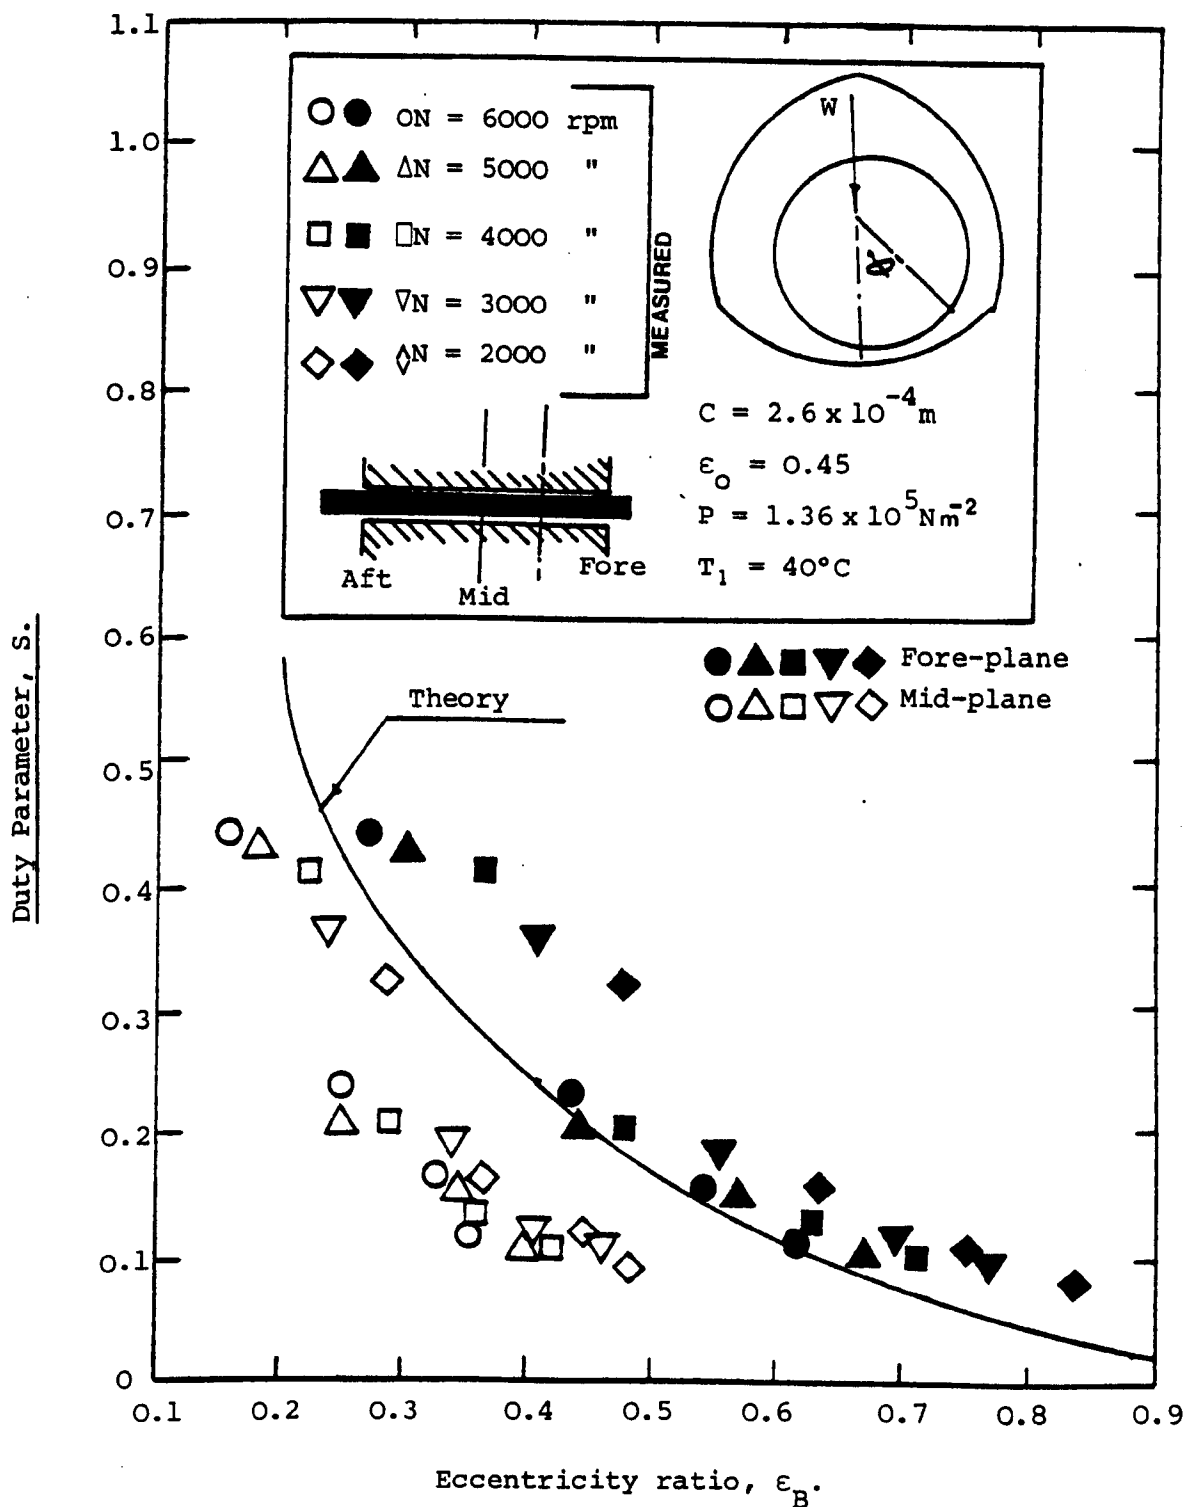 1.1
1.0
0.9
0.8
0.7
0.6
0.5
0.4
0.3
0.2
0.1
0
Duty Parameter, S.
ON = 6000 rpm
ΔN = 5000 "
□N = 4000 "
∇N = 3000 "
◊N = 2000 "
MEASURED
W
α
C = 2.6 x 10⁻⁴ m
ε₀ = 0.45
P = 1.36 x 10⁵ Nm⁻²
T₁ = 40°C
Aft
Mid
Fore
Fore-plane
Mid-plane
Theory
0.1 0.2 0.3 0.4 0.5 0.6 0.7 0.8 0.9
Eccentricity ratio, ε_B.